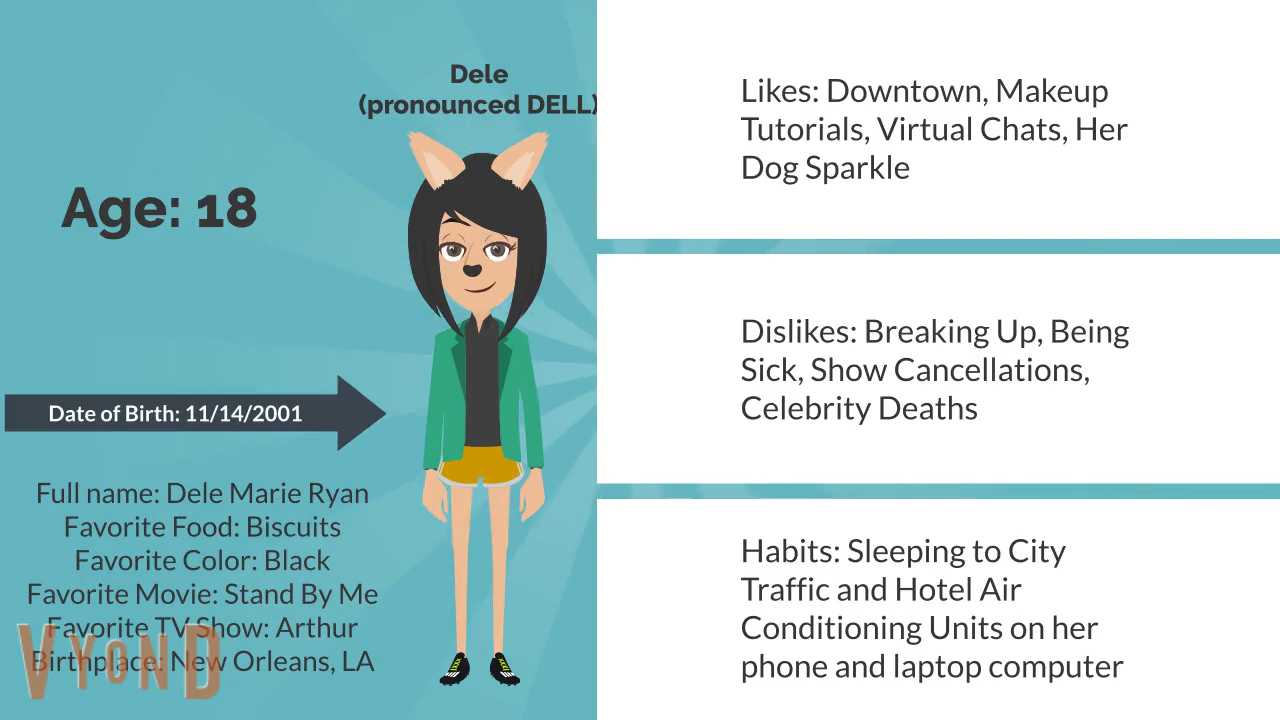 Dele
(pronounced DELL)
Age: 18
Date of Birth: 11/14/2001
Full name: Dele Marie Ryan
Favorite Food: Biscuits
Favorite Color: Black
Favorite Movie: Stand By Me
Favorite TV Show: Arthur
Birthplace: New Orleans, LA
VYOND
Likes: Downtown, Makeup
Tutorials, Virtual Chats, Her
Dog Sparkle
Dislikes: Breaking Up, Being
Sick, Show Cancellations,
Celebrity Deaths
Habits: Sleeping to City
Traffic and Hotel Air
Conditioning Units on her
phone and laptop computer